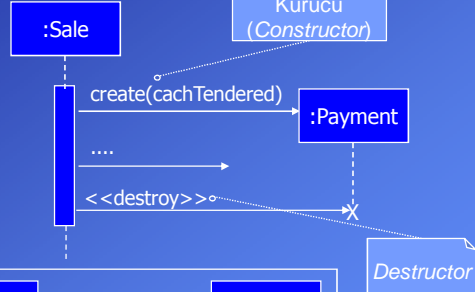 Kurucu
(Constructor)
:Sale
create(cachTendered)
:Payment
....
<<destroy>>
X
Destructor